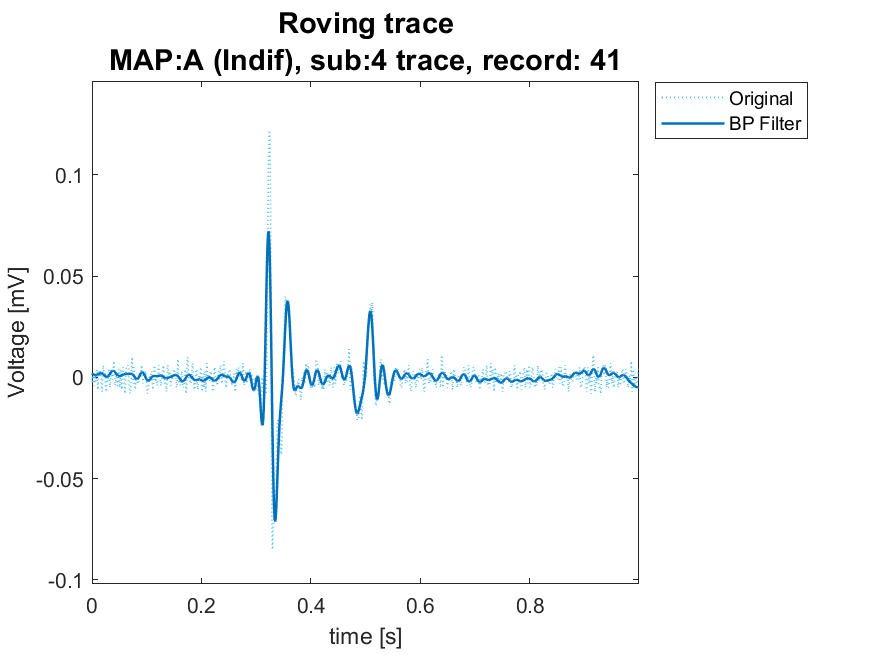 Roving trace
MAP:A (Indif), sub:4 trace, record: 41
Original
BP Filter
0.1
0.05
0
-0.05
-0.1
Voltage [mV]
0 0.2 0.4 0.6 0.8
time [s]